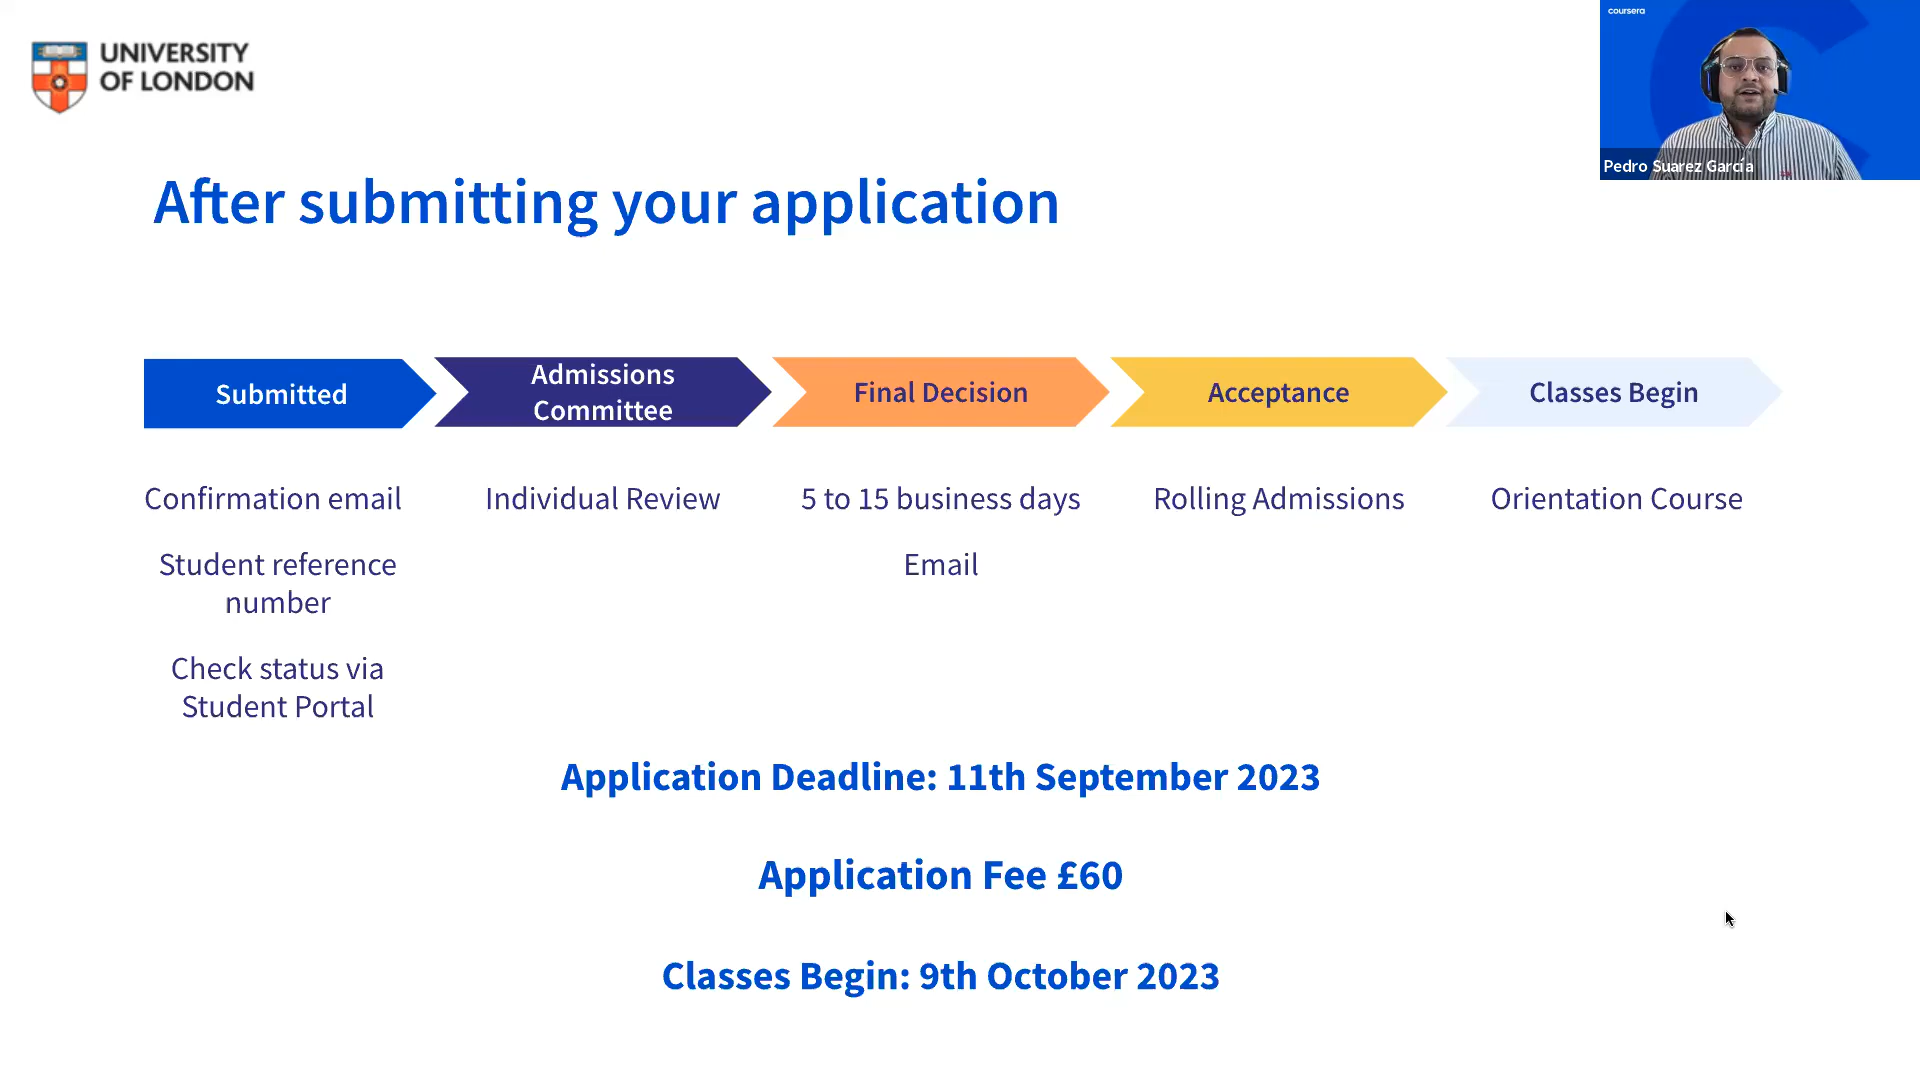 UNIVERSITY
OF LONDON
coursera
Pedro Suarez García
After submitting your application
Submitted
Admissions
Committee
Final Decision
Acceptance
Classes Begin
Confirmation email
Individual Review
5 to 15 business days
Rolling Admissions
Orientation Course
Student reference
number
Email
Check status via
Student Portal
Application Deadline: 11th September 2023
Application Fee £60
Classes Begin: 9th October 2023